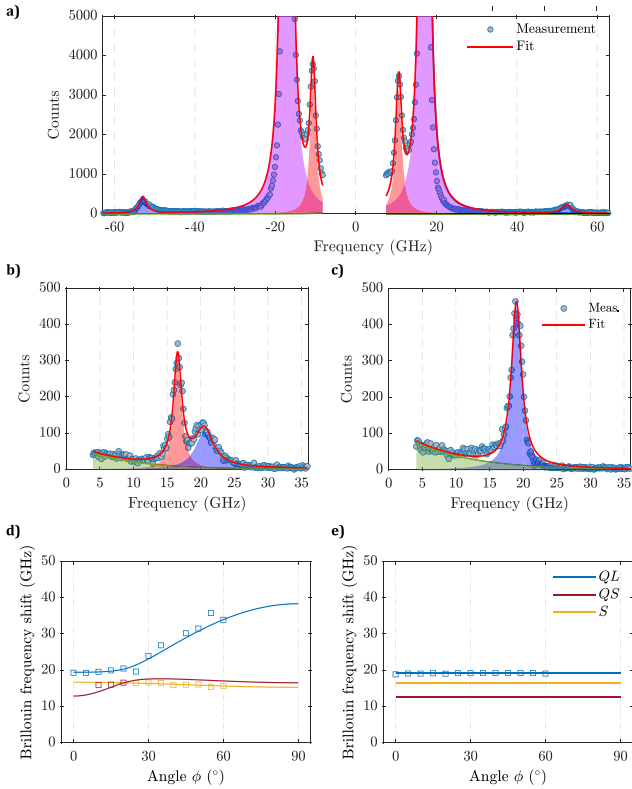 a)
5000
4000
3000
2000
1000
0
Counts
Measurement
Fit
-60 -40 -20 0 20 40 60
Frequency (GHz)
b)
500
400
300
200
100
0
Counts
0 5 10 15 20 25 30 35
Frequency (GHz)
c)
500
400
300
200
100
0
Counts
Meas.
Fit
0 5 10 15 20 25 30 35
Frequency (GHz)
d)
50
40
30
20
10
0
Brillouin frequency shift (GHz)
0 30 60 90
Angle ϕ (°)
e)
50
40
30
20
10
0
Brillouin frequency shift (GHz)
QL
QS
S
0 30 60 90
Angle ϕ (°)